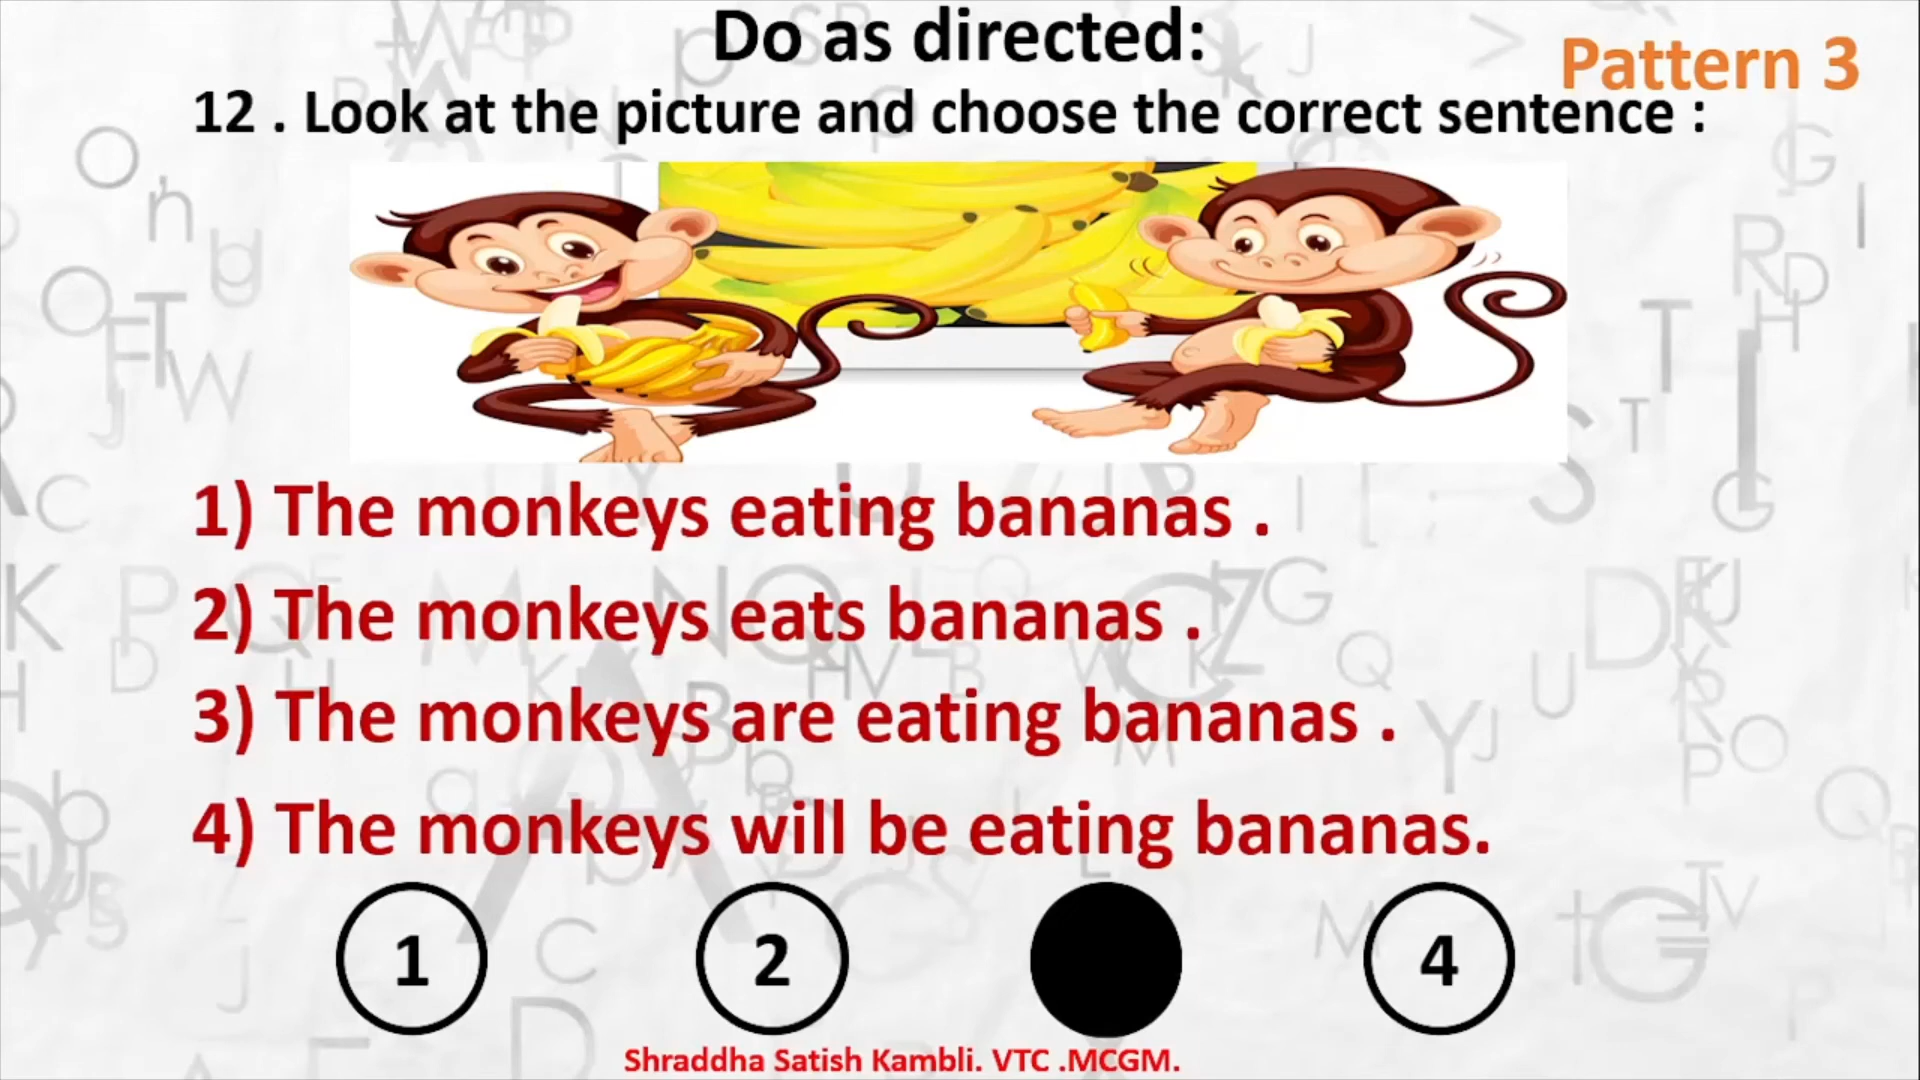 Do as directed:
Pattern 3
12 . Look at the picture and choose the correct sentence :
1) The monkeys eating bananas .
2) The monkeys eats bananas .
3) The monkeys are eating bananas .
4) The monkeys will be eating bananas.
1 2 4
Shraddha Satish Kambli. VTC .MCGM.